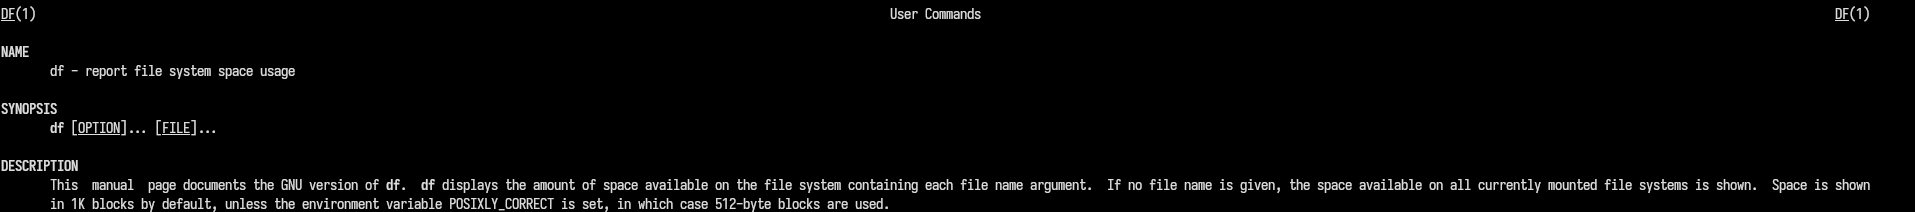 DF(1) User Commands DF(1)
NAME
df - report file system space usage
SYNOPSIS
df [OPTION]... [FILE]...
DESCRIPTION
This  manual  page documents the GNU version of df.  df displays the amount of space available on the file system containing each file name argument.  If no file name is given, the space available on all currently mounted file systems is shown.  Space is shown
in 1K blocks by default, unless the environment variable POSIXLY_CORRECT is set, in which case 512-byte blocks are used.